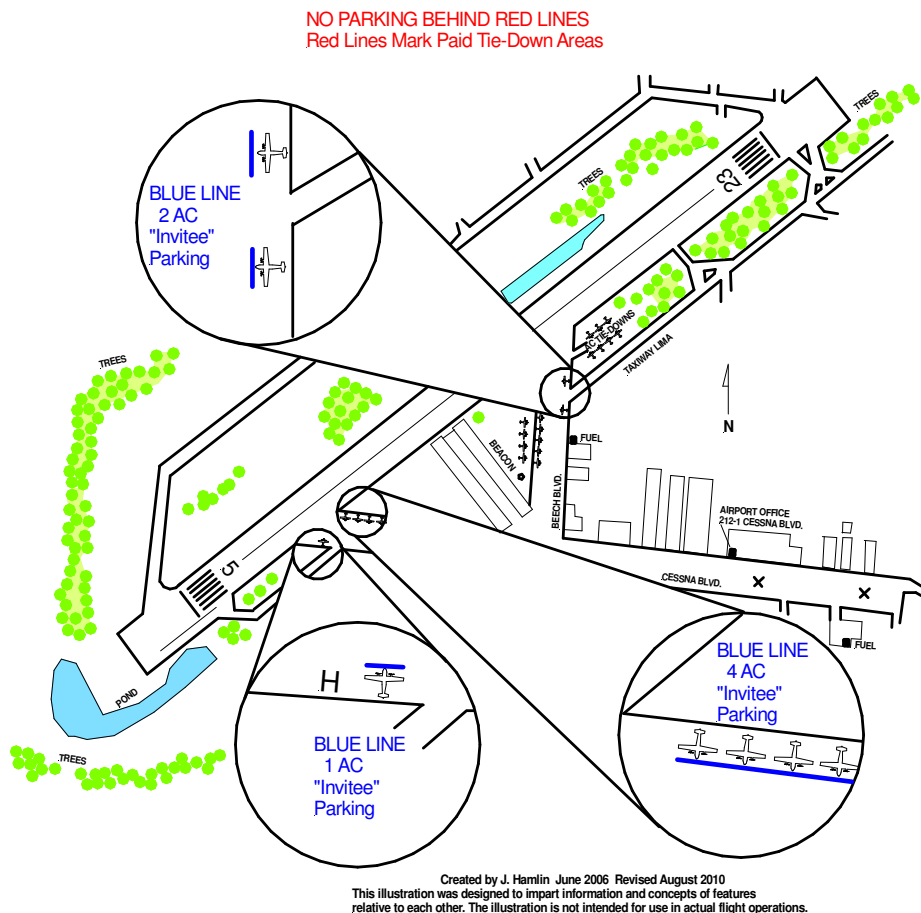 NO PARKING BEHIND RED LINES
Red Lines Mark Paid Tie-Down Areas
TREES
TREES
BLUE LINE
2 AC
"Invitee"
Parking
23
AC TIE-DOWNS
TAXIWAY LIMA
TREES
N
FUEL
BEACON
BEECH BLVD.
AIRPORT OFFICE
212-1 CESSNA BLVD.
5
CESSNA BLVD.
X
X
FUEL
POND
TREES
H
BLUE LINE
1 AC
"Invitee"
Parking
BLUE LINE
4 AC
"Invitee"
Parking
Created by J. Hamlin June 2006 Revised August 2010
This illustration was designed to impart information and concepts of features
relative to each other. The illustration is not intended for use in actual flight operations.